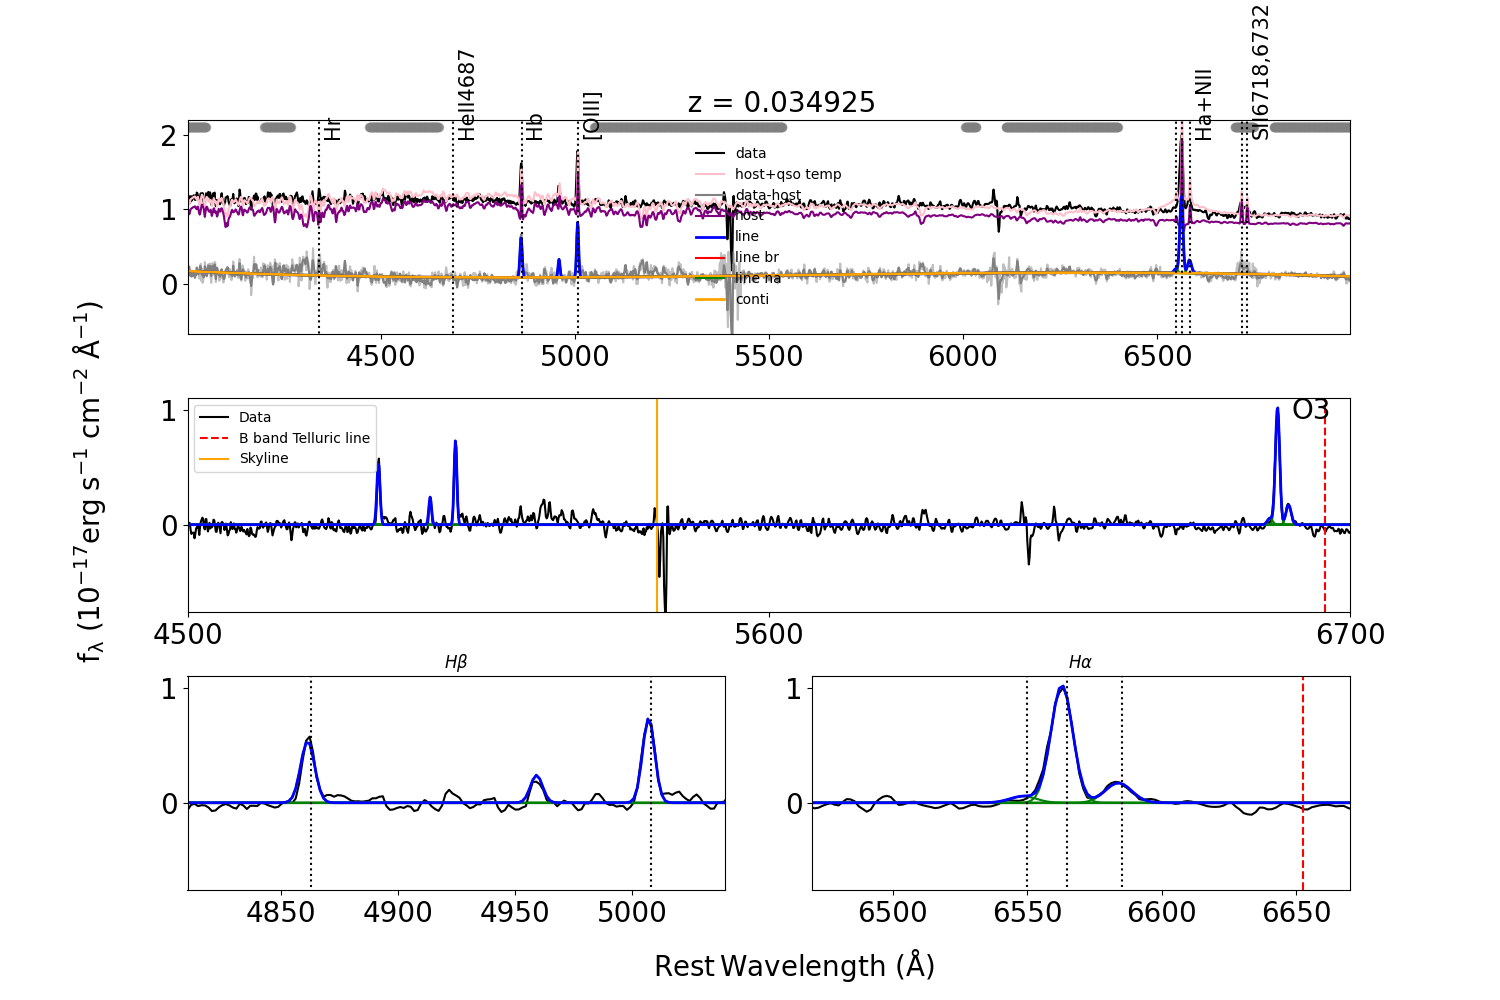 Hr
HeII4687
Hb
[OIII]
Ha+NII
SII6718,6732
z = 0.034925
2
1
0
data
host+qso temp
data-host
host
line
line br
line na
conti
4500
5000
5500
6000
6500
f_λ (10^−17 erg s^−1 cm^−2 Å^−1)
1
0
Data
B band Telluric line
Skyline
O3
4500
5600
6700
Hβ
1
0
4850
4900
4950
5000
Hα
1
0
6500
6550
6600
6650
Rest Wavelength (Å)